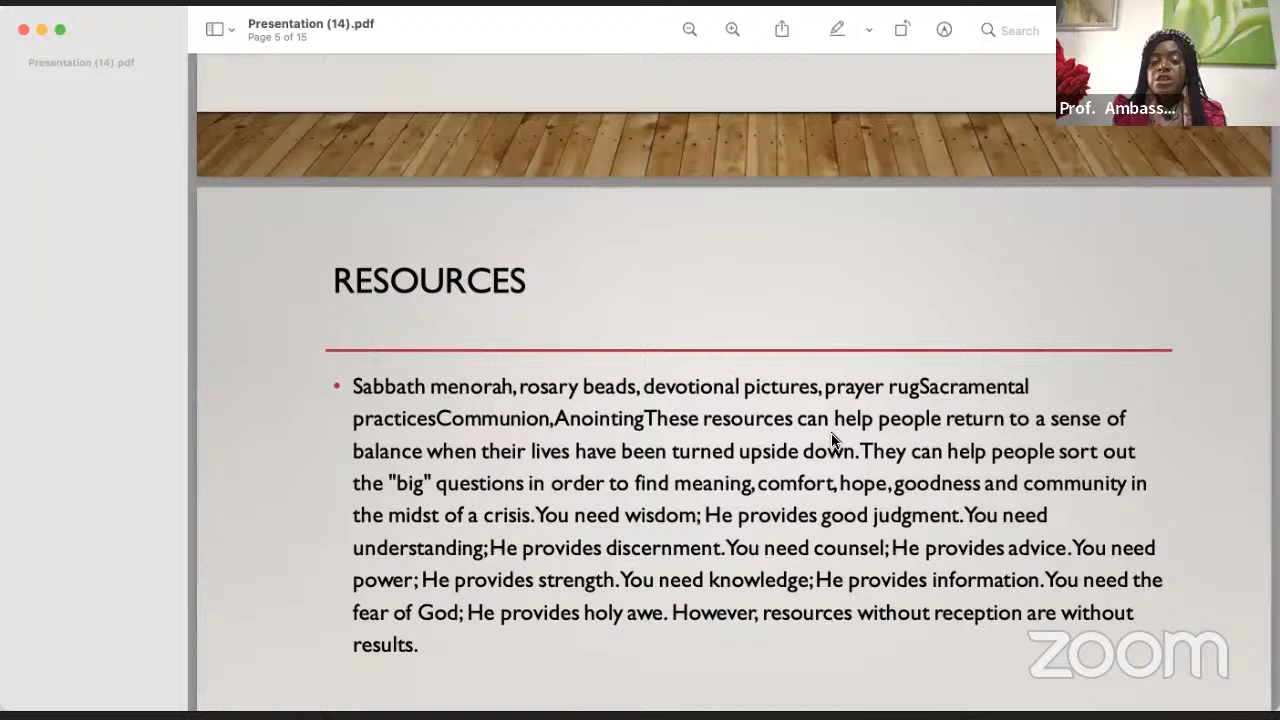 Presentation (14).pdf
Page 5 of 15
Search
Presentation (14).pdf
Prof. Ambass...
RESOURCES
• Sabbath menorah, rosary beads, devotional pictures, prayer rugSacramental
practicesCommunion,AnointingThese resources can help people return to a sense of
balance when their lives have been turned upside down. They can help people sort out
the "big" questions in order to find meaning, comfort, hope, goodness and community in
the midst of a crisis. You need wisdom; He provides good judgment. You need
understanding; He provides discernment. You need counsel; He provides advice. You need
power; He provides strength. You need knowledge; He provides information. You need the
fear of God; He provides holy awe. However, resources without reception are without
results.
zoom